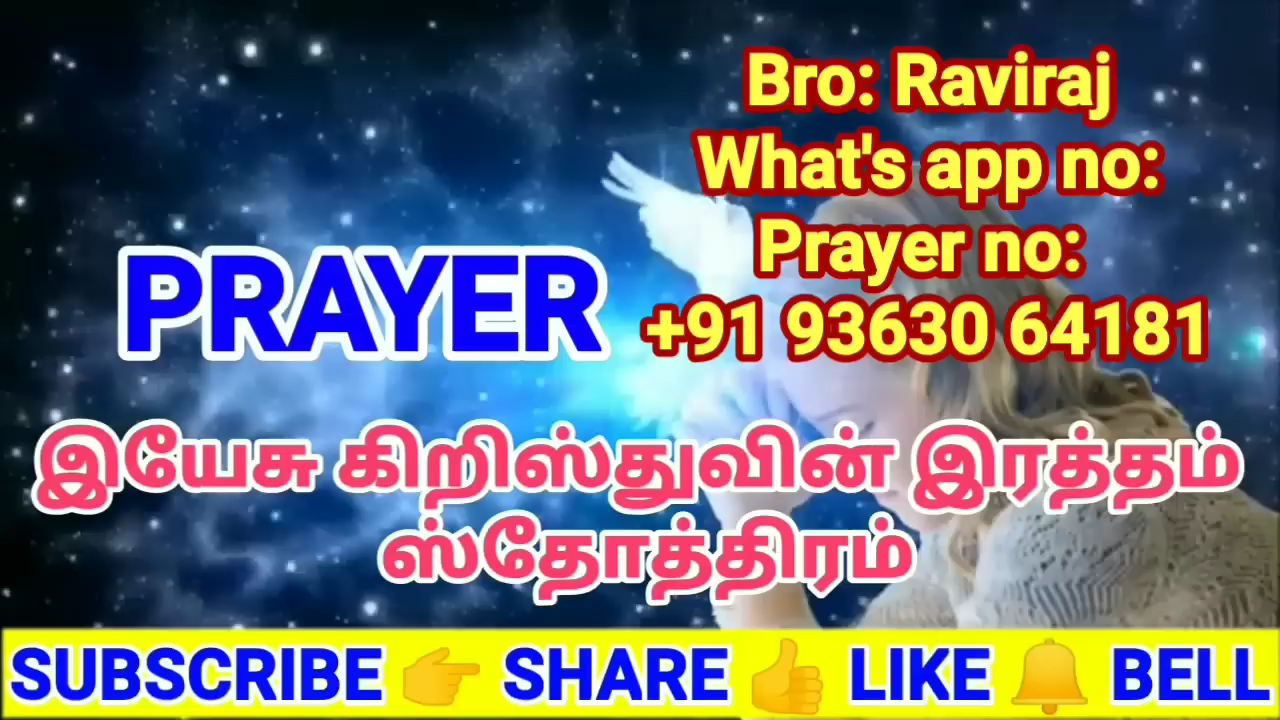 Bro: Raviraj
What's app no:
Prayer no:
+91 93630 64181
PRAYER
இயேசு கிறிஸ்துவின் இரத்தம்
ஸ்தோத்திரம்
SUBSCRIBE 👉 SHARE 👍 LIKE 🔔 BELL